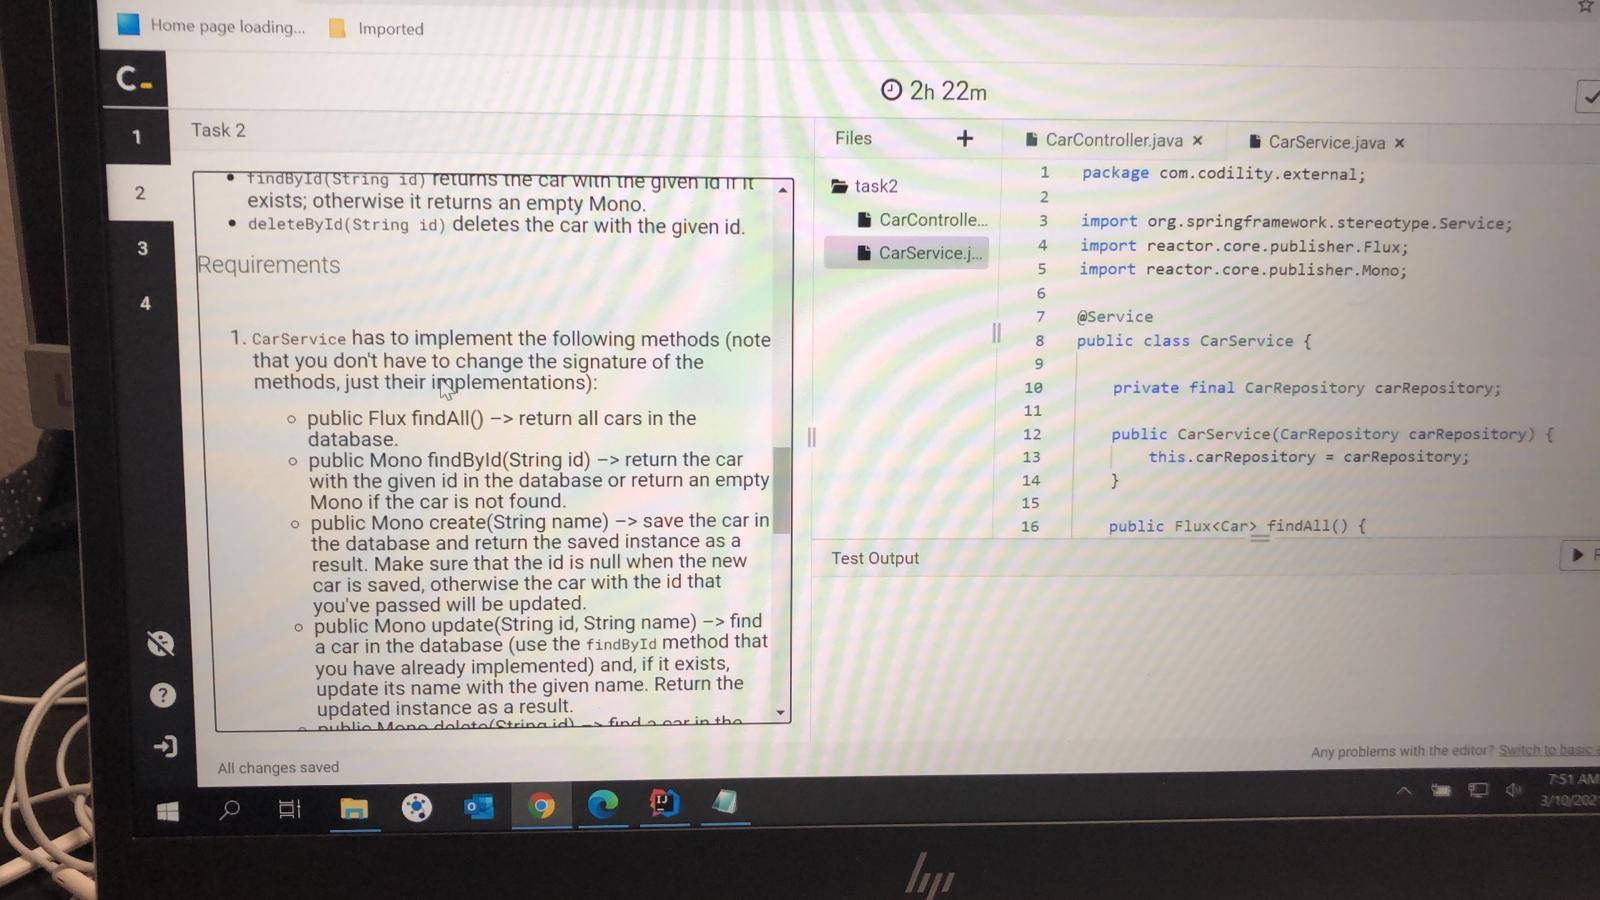 Home page loading...
Imported
C_
2h 22m
1
2
3
4
Task 2
findById(String id) returns the car with the given id if it
exists; otherwise it returns an empty Mono.
deleteById(String id) deletes the car with the given id.
Requirements
1. CarService has to implement the following methods (note
that you don't have to change the signature of the
methods, just their implementations):
public Flux findAll() –> return all cars in the
database.
public Mono findById(String id) –> return the car
with the given id in the database or return an empty
Mono if the car is not found.
public Mono create(String name) –> save the car in
the database and return the saved instance as a
result. Make sure that the id is null when the new
car is saved, otherwise the car with the id that
you've passed will be updated.
public Mono update(String id, String name) –> find
a car in the database (use the findById method that
you have already implemented) and, if it exists,
update its name with the given name. Return the
updated instance as a result.
public Mono delete(String id) –> find a car in the
All changes saved
Files
+
task2
CarControlle...
CarService.j...
CarController.java ×
CarService.java ×
1 package com.codility.external;
2
3 import org.springframework.stereotype.Service;
4 import reactor.core.publisher.Flux;
5 import reactor.core.publisher.Mono;
6
7 @Service
8 public class CarService {
9
10 private final CarRepository carRepository;
11
12 public CarService(CarRepository carRepository) {
13 this.carRepository = carRepository;
14 }
15
16 public Flux<Car> findAll() {
Test Output
Any problems with the editor? Switch to basic
7:51 AM
3/10/202
hp